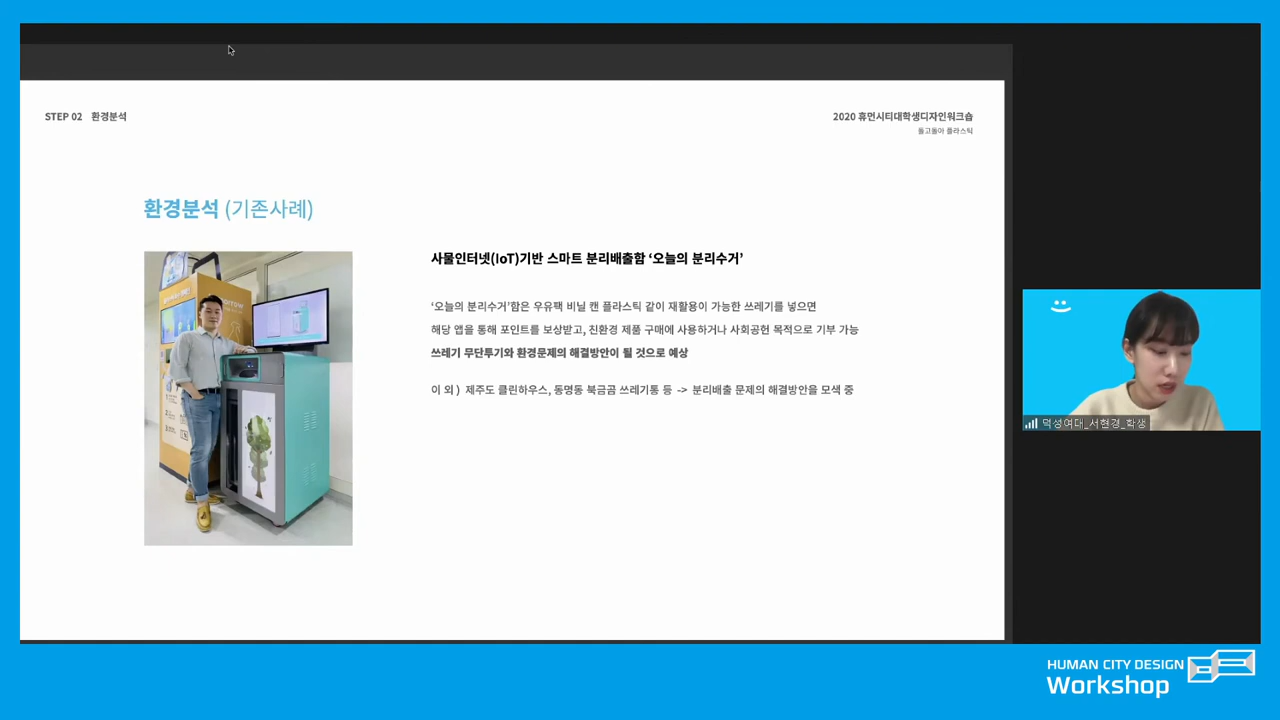 STEP 02 환경분석
2020 휴먼시티대학생디자인워크숍
돌고돌아 플라스틱
환경분석 (기존사례)
사물인터넷(IoT)기반 스마트 분리배출함 ‘오늘의 분리수거’
‘오늘의 분리수거’함은 우유팩 비닐 캔 플라스틱 같이 재활용이 가능한 쓰레기를 넣으면
해당 앱을 통해 포인트를 보상받고, 친환경 제품 구매에 사용하거나 사회공헌 목적으로 기부 가능
쓰레기 무단투기와 환경문제의 해결방안이 될 것으로 예상
이 외 ) 제주도 클린하우스, 동명동 북금곰 쓰레기통 등 -> 분리배출 문제의 해결방안을 모색 중
덕성여대_서현경_학생
HUMAN CITY DESIGN
Workshop